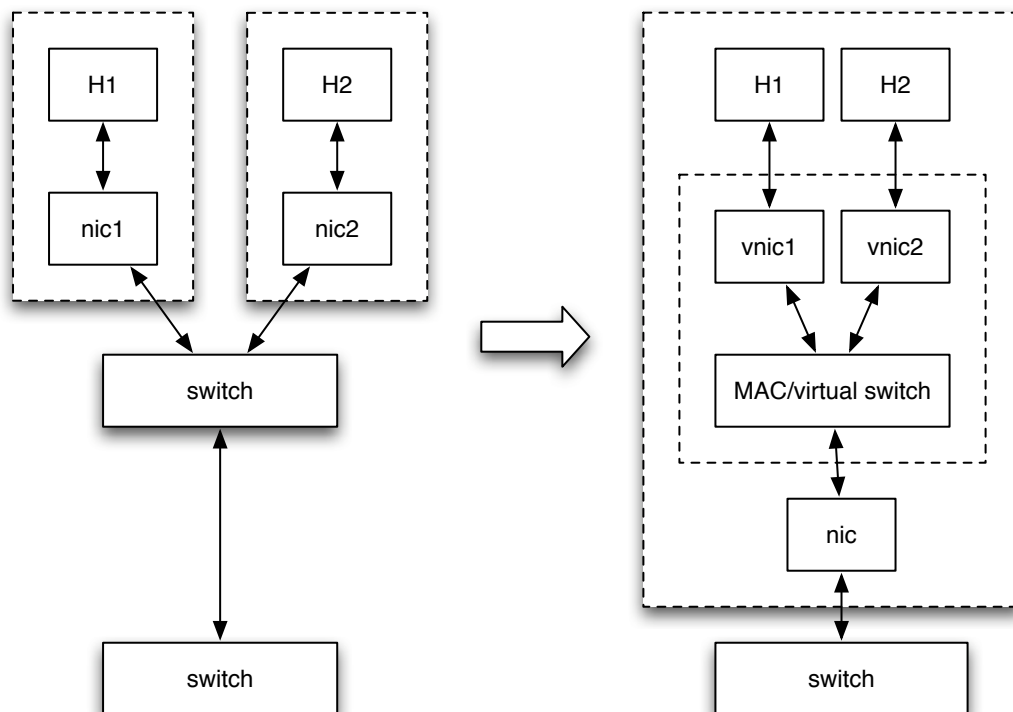 H1
H2
nic1
nic2
switch
switch
H1
H2
vnic1
vnic2
MAC/virtual switch
nic
switch